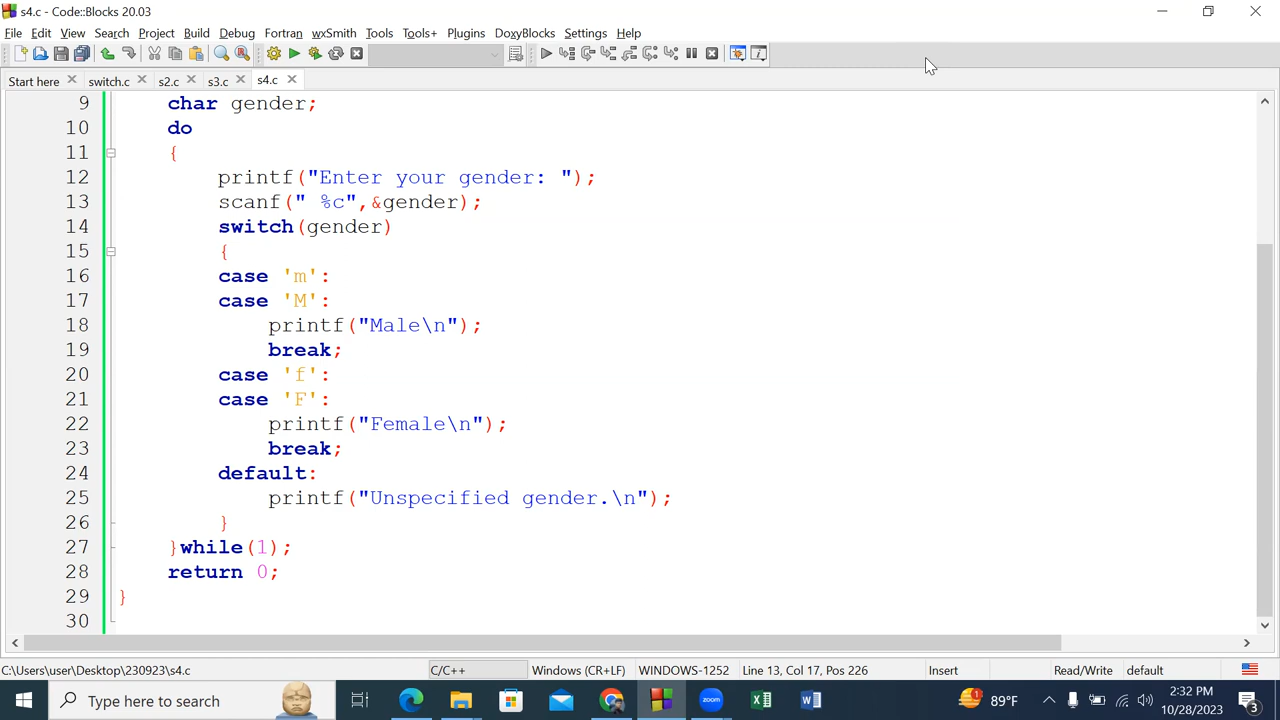 s4.c - Code::Blocks 20.03
File Edit View Search Project Build Debug Fortran wxSmith Tools Tools+ Plugins DoxyBlocks Settings Help
Start here switch.c s2.c s3.c s4.c
9 char gender;
10 do
11 {
12 printf("Enter your gender: ");
13 scanf(" %c",&gender);
14 switch(gender)
15 {
16 case 'm':
17 case 'M':
18 printf("Male\n");
19 break;
20 case 'f':
21 case 'F':
22 printf("Female\n");
23 break;
24 default:
25 printf("Unspecified gender.\n");
26 }
27 }while(1);
28 return 0;
29 }
30
C:\Users\user\Desktop\230923\s4.c C/C++ Windows (CR+LF) WINDOWS-1252 Line 13, Col 17, Pos 226 Insert Read/Write default
Type here to search zoom 1 89°F 2:32 PM
10/28/2023 3